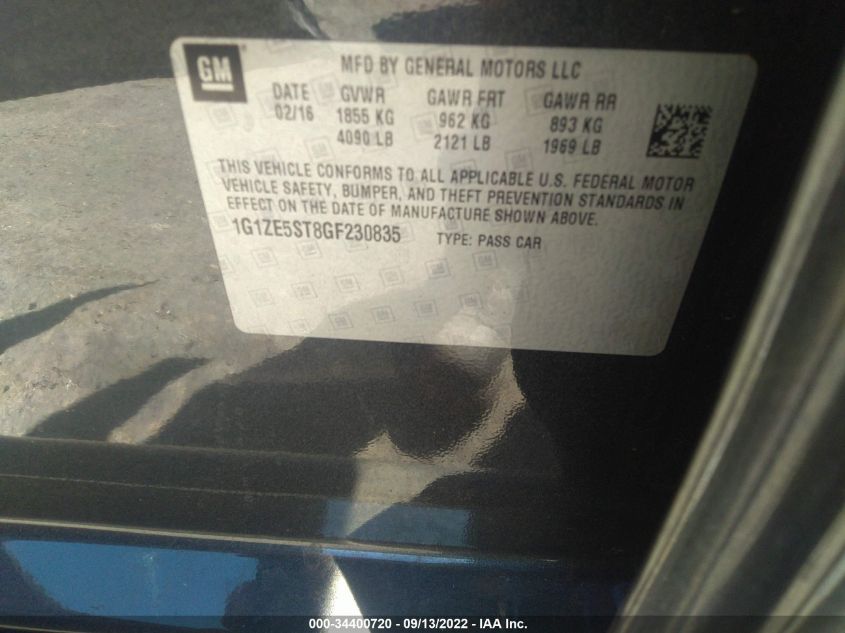 GM MFD BY GENERAL MOTORS LLC
DATE GVWR GAWR FRT GAWR RR
02/16 1855 KG 962 KG 893 KG
4090 LB 2121 LB 1969 LB
THIS VEHICLE CONFORMS TO ALL APPLICABLE U.S. FEDERAL MOTOR
VEHICLE SAFETY, BUMPER, AND THEFT PREVENTION STANDARDS IN
EFFECT ON THE DATE OF MANUFACTURE SHOWN ABOVE.
1G1ZE5ST8GF230835 TYPE: PASS CAR
000-34400720 - 09/13/2022 - IAA Inc.